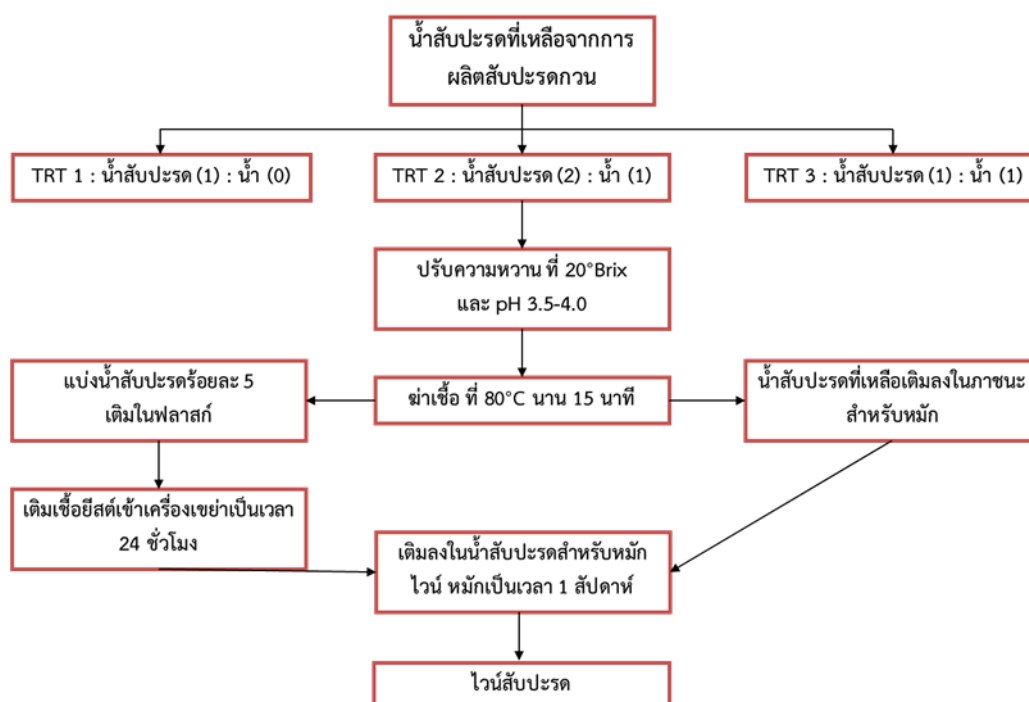 น้ำสับปะรดที่เหลือจากการ
ผลิตสับปะรดกวน
TRT 1 : น้ำสับปะรด (1) : น้ำ (0)
TRT 2 : น้ำสับปะรด (2) : น้ำ (1)
TRT 3 : น้ำสับปะรด (1) : น้ำ (1)
ปรับความหวาน ที่ 20°Brix
และ pH 3.5-4.0
แบ่งน้ำสับปะรดร้อยละ 5
เติมในฟลาสก์
ฆ่าเชื้อ ที่ 80°C นาน 15 นาที
น้ำสับปะรดที่เหลือเติมลงในภาชนะ
สำหรับหมัก
เติมเชื้อยีสต์เข้าเครื่องเขย่าเป็นเวลา
24 ชั่วโมง
เติมลงในน้ำสับปะรดสำหรับหมัก
ไวน์ หมักเป็นเวลา 1 สัปดาห์
ไวน์สับปะรด